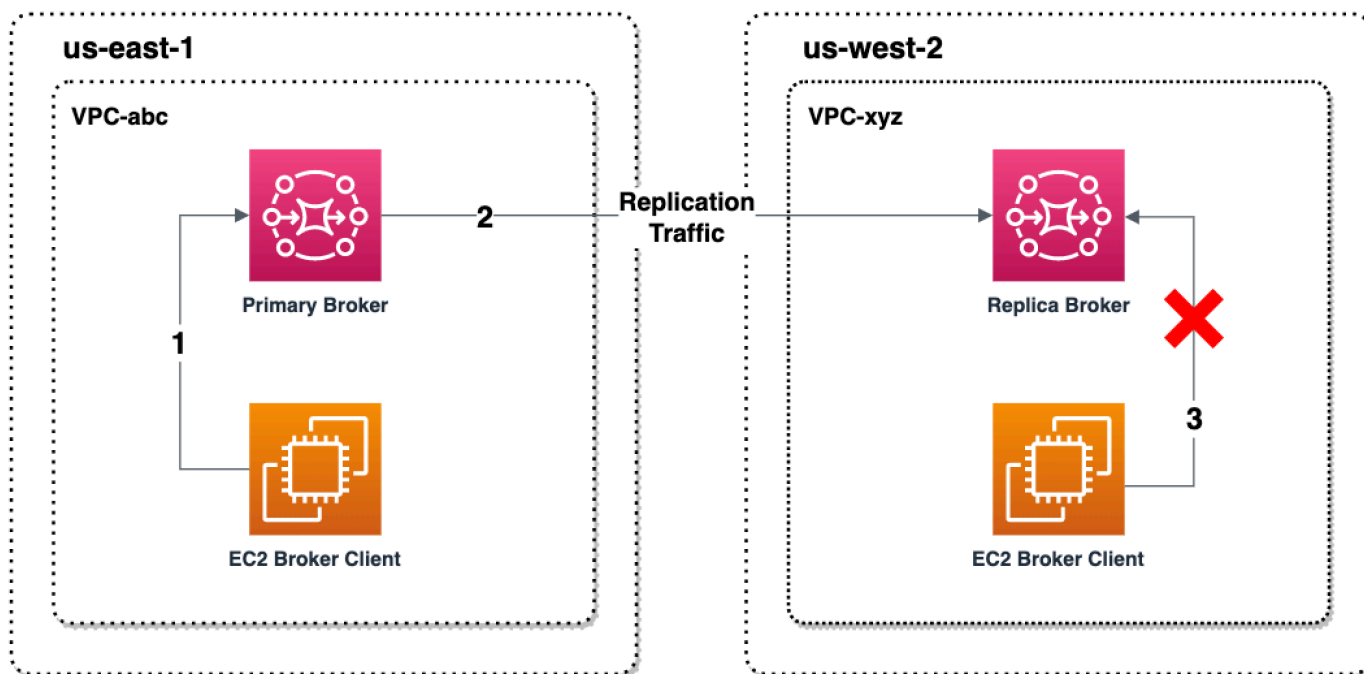 us-east-1
us-west-2
VPC-abc
VPC-xyz
Replication
Traffic
2
Primary Broker
Replica Broker
1
3
EC2 Broker Client
EC2 Broker Client